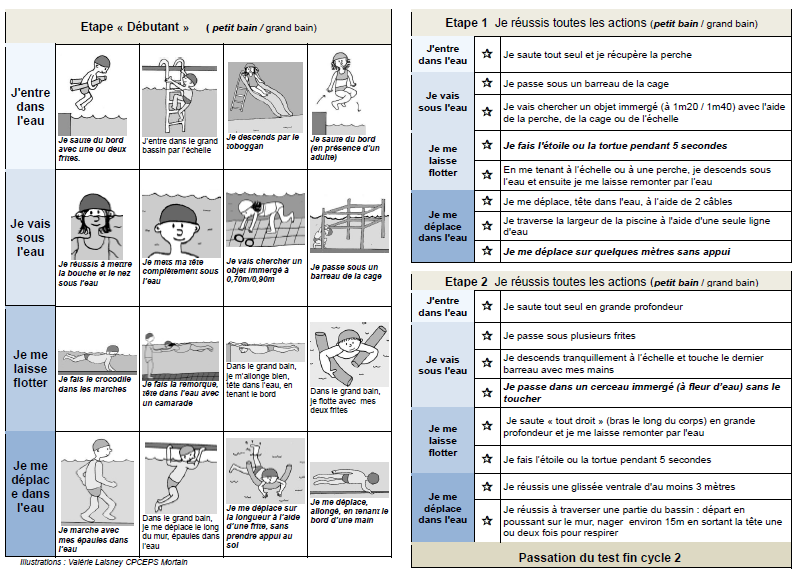 Etape « Débutant »     ( petit bain / grand bain)
J'entre
dans
l'eau
Je saute du bord
avec une ou deux
frites.
J'entre dans le grand
bassin par l'échelle
Je descends par le
toboggan
Je saute du bord
(en présence d'un
adulte)
Je vais
sous
l'eau
Je réussis à mettre
la bouche et le nez
sous l'eau
Je mets ma tête
complètement sous
l'eau
Je vais chercher un
objet immergé à
0,70m/0,90m
Je passe sous un
barreau de la cage
Je me
laisse
flotter
Je fais le crocodile
dans les marches
Je fais la remorque,
tête dans l'eau avec
un camarade
Dans le grand bain,
je m'allonge bien,
tête dans l'eau, en
tenant le bord
Dans le grand bain,
je flotte avec mes
deux frites
Je me
déplac
e dans
l'eau
Je marche avec
mes épaules dans
l'eau
Dans le grand bain,
je me déplace le long
du mur, épaules dans
l'eau
Je me déplace sur
la longueur à l'aide
d'une frite, sans
prendre appui au
sol
Je me déplace,
allongé, en tenant le
bord d'une main
Illustrations : Valérie Laisney CPCEPS Mortain
Etape 1  Je réussis toutes les actions (petit bain / grand bain)
J'entre
dans l'eau
Je saute tout seul et je récupère la perche
Je vais
sous l'eau
Je passe sous un barreau de la cage
Je vais chercher un objet immergé (à 1m20 / 1m40) avec l'aide
de la perche, de la cage ou de l'échelle
Je me
laisse
flotter
Je fais l'étoile ou la tortue pendant 5 secondes
En me tenant à l'échelle ou à une perche, je descends sous
l'eau et ensuite je me laisse remonter par l'eau
Je me
déplace
dans l'eau
Je me déplace, tête dans l'eau, à l'aide de 2 câbles
Je traverse la largeur de la piscine à l'aide d'une seule ligne
d'eau
Je me déplace sur quelques mètres sans appui
Etape 2  Je réussis toutes les actions (petit bain / grand bain)
J'entre
dans l'eau
Je saute tout seul en grande profondeur
Je vais
sous l'eau
Je passe sous plusieurs frites
Je descends tranquillement à l'échelle et touche le dernier
barreau avec mes mains
Je passe dans un cerceau immergé (à fleur d'eau) sans le
toucher
Je me
laisse
flotter
Je saute « tout droit » (bras le long du corps) en grande
profondeur et je me laisse remonter par l'eau
Je fais l'étoile ou la tortue pendant 5 secondes
Je me
déplace
dans l'eau
Je réussis une glissée ventrale d'au moins 3 mètres
Je réussis à traverser une partie du bassin : départ en
poussant sur le mur, nager  environ 15m en sortant la tête une
ou deux fois pour respirer
Passation du test fin cycle 2